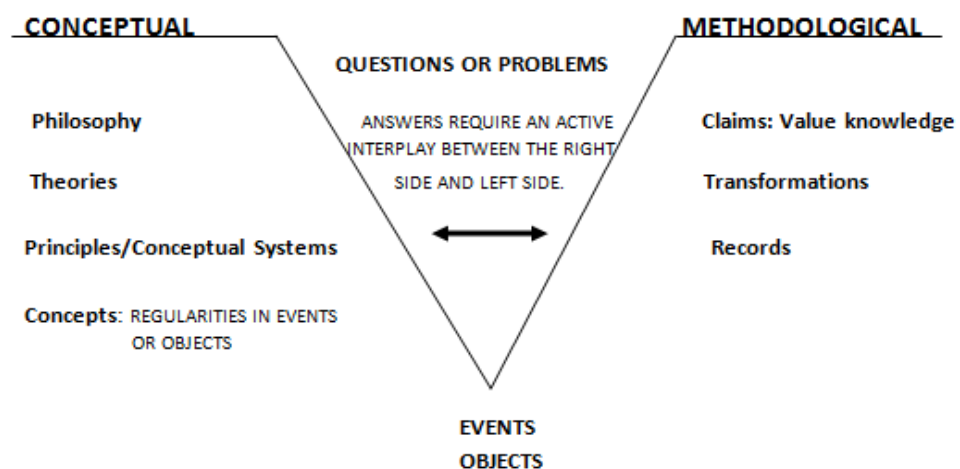 CONCEPTUAL
METHODOLOGICAL
QUESTIONS OR PROBLEMS
Philosophy
ANSWERS REQUIRE AN ACTIVE
INTERPLAY BETWEEN THE RIGHT
SIDE AND LEFT SIDE.
Claims: Value knowledge
Theories
Transformations
Principles/Conceptual Systems
Records
Concepts: REGULARITIES IN EVENTS
OR OBJECTS
EVENTS
OBJECTS